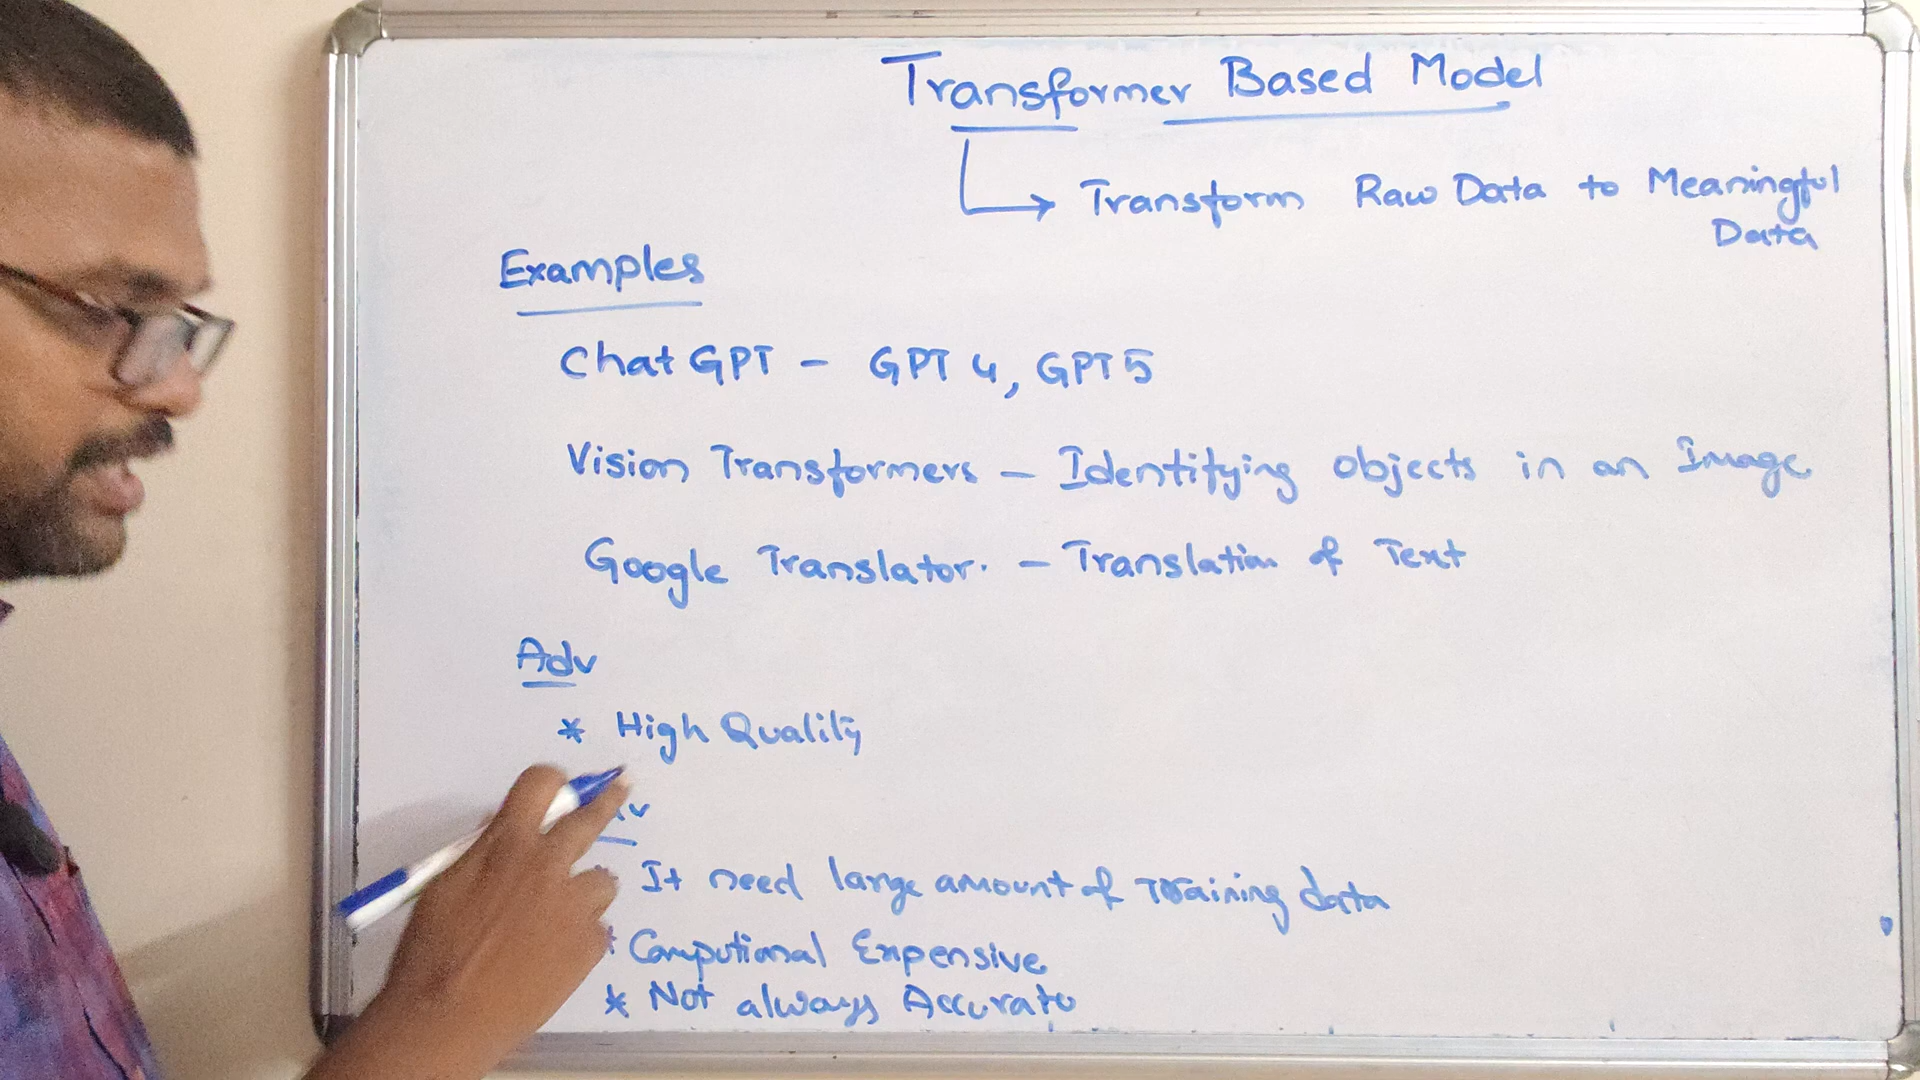 Transformer Based Model
Transform Raw Data to Meaningful
Data
Examples
ChatGPT - GPT 4, GPT 5
Vision Transformers - Identifying objects in an Image
Google Translator. - Translation of Text
Adv
* High Quality
* It need large amount of Training data
* Computional Expensive
* Not always Accurate